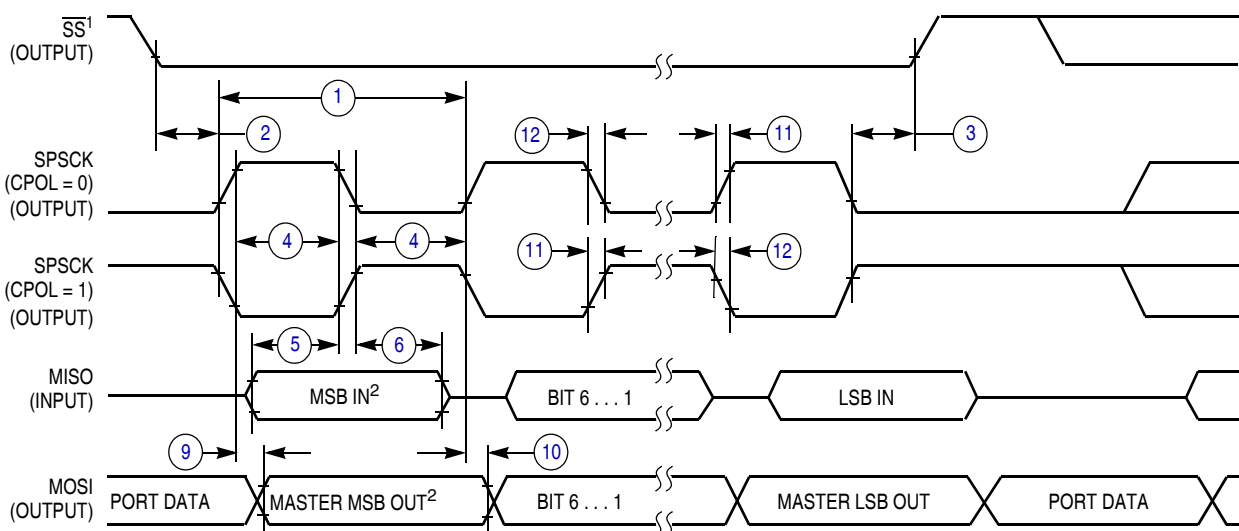 SS¹
(OUTPUT)
1
2
12
11
3
SPSCK
(CPOL = 0)
(OUTPUT)
4
4
11
12
SPSCK
(CPOL = 1)
(OUTPUT)
5
6
MISO
(INPUT)
MSB IN²
BIT 6 . . . 1
LSB IN
9
10
MOSI
(OUTPUT)
PORT DATA
MASTER MSB OUT²
BIT 6 . . . 1
MASTER LSB OUT
PORT DATA